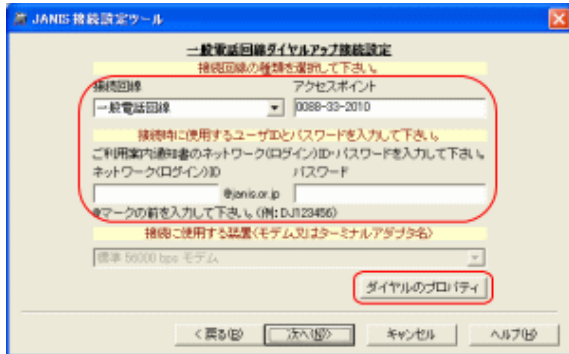 JANIS 接続設定ツール
一般電話回線ダイヤルアップ接続設定
接続回線の種類を選択して下さい。
接続回線 アクセスポイント
一般電話回線 0088-33-2010
接続時に使用するユーザIDとパスワードを入力して下さい。
ご利用案内通知書のネットワーク(ログイン)ID・パスワードを入力して下さい。
ネットワーク(ログイン)ID パスワード
@janis.or.jp
@マークの前を入力して下さい。(例:DJ123456)
接続に使用する装置(モデム又はターミナルアダプタ名)
標準 56000 bps モデム
ダイヤルのプロパティ
< 戻る(B) 次へ(N)> キャンセル ヘルプ(H)